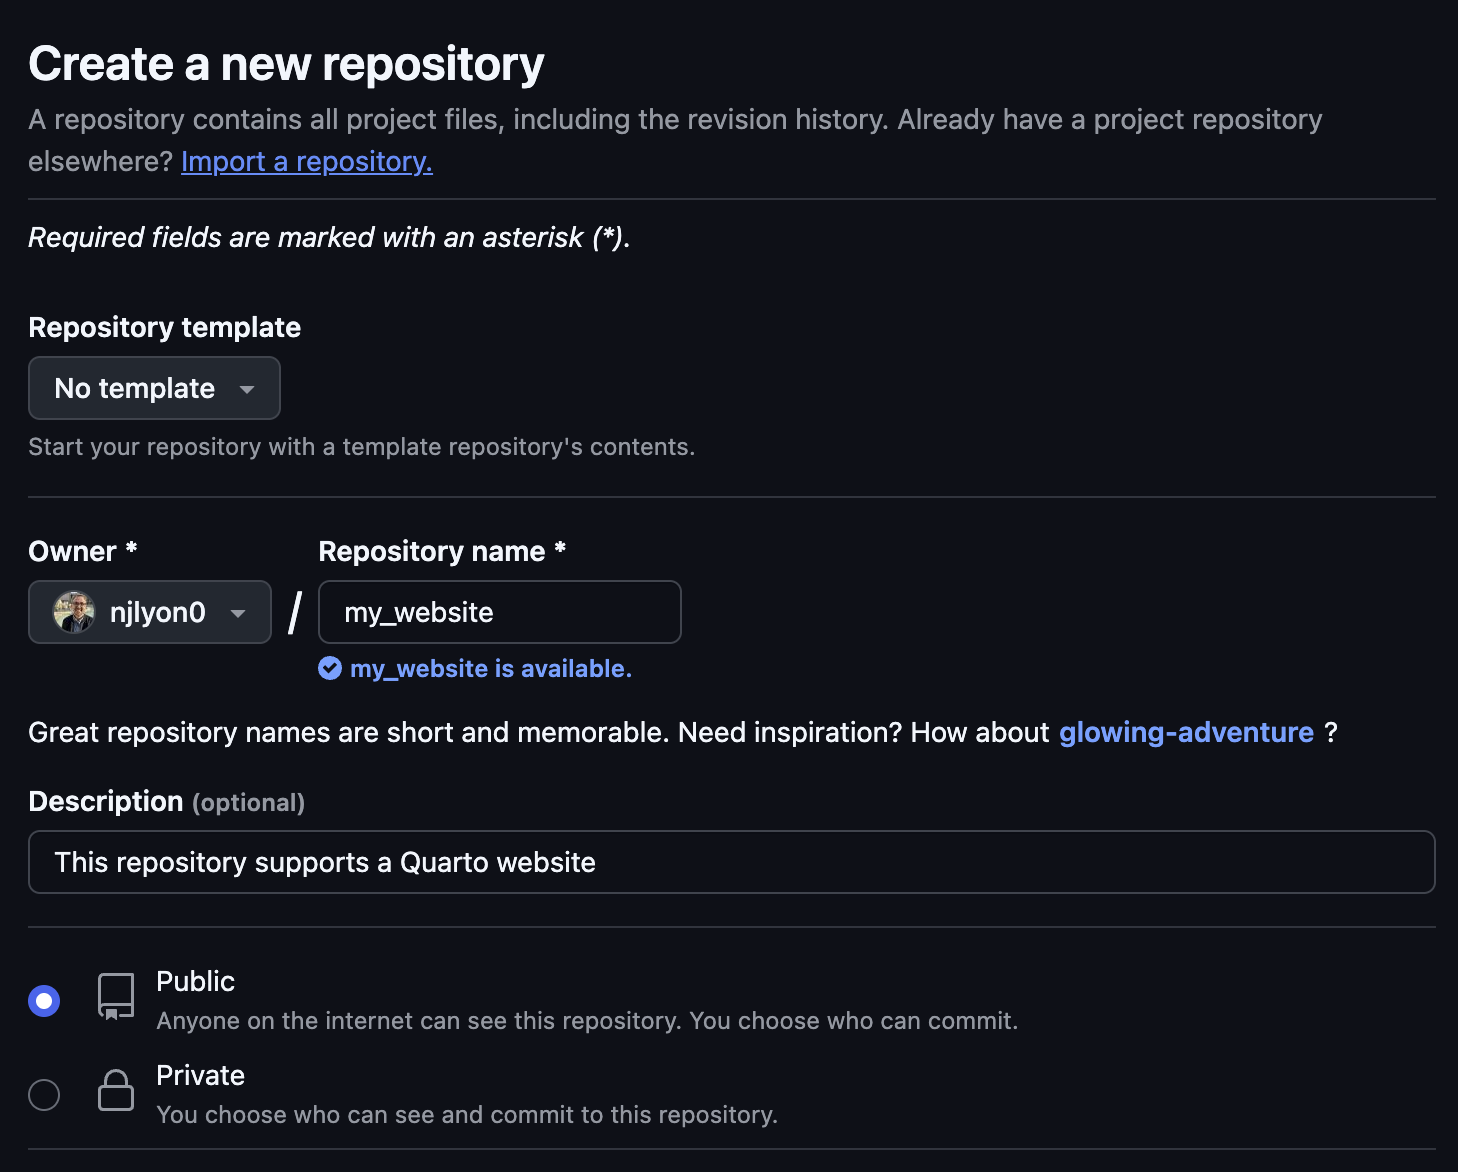 Create a new repository
A repository contains all project files, including the revision history. Already have a project repository
elsewhere? Import a repository.
Required fields are marked with an asterisk (*).
Repository template
No template
Start your repository with a template repository's contents.
Owner *
Repository name *
njlyon0
/
my_website
my_website is available.
Great repository names are short and memorable. Need inspiration? How about glowing-adventure ?
Description (optional)
This repository supports a Quarto website
Public
Anyone on the internet can see this repository. You choose who can commit.
Private
You choose who can see and commit to this repository.